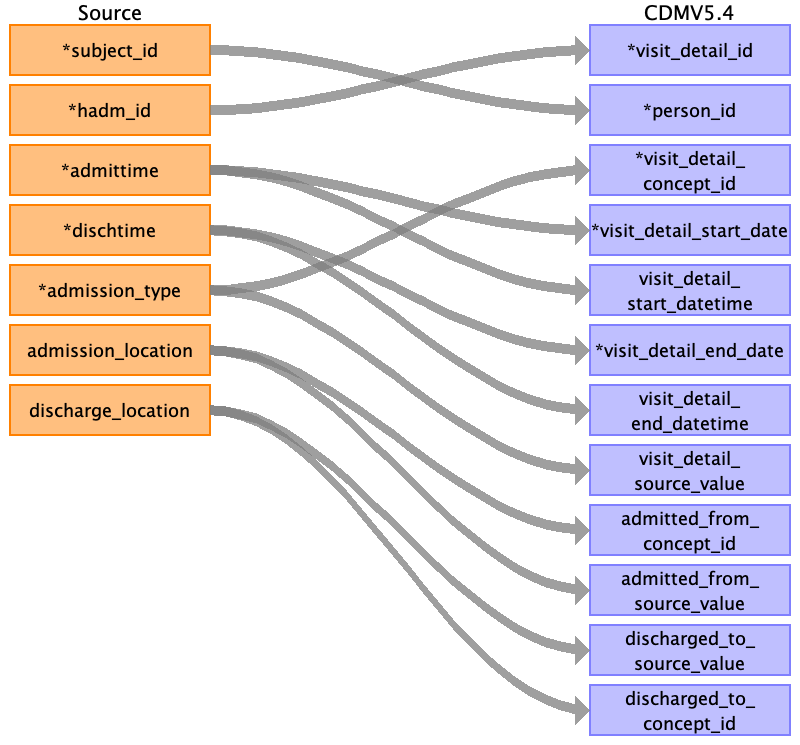 Source
*subject_id
*hadm_id
*admittime
*dischtime
*admission_type
admission_location
discharge_location
CDMV5.4
*visit_detail_id
*person_id
*visit_detail_
concept_id
*visit_detail_start_date
visit_detail_
start_datetime
*visit_detail_end_date
visit_detail_
end_datetime
visit_detail_
source_value
admitted_from_
concept_id
admitted_from_
source_value
discharged_to_
source_value
discharged_to_
concept_id